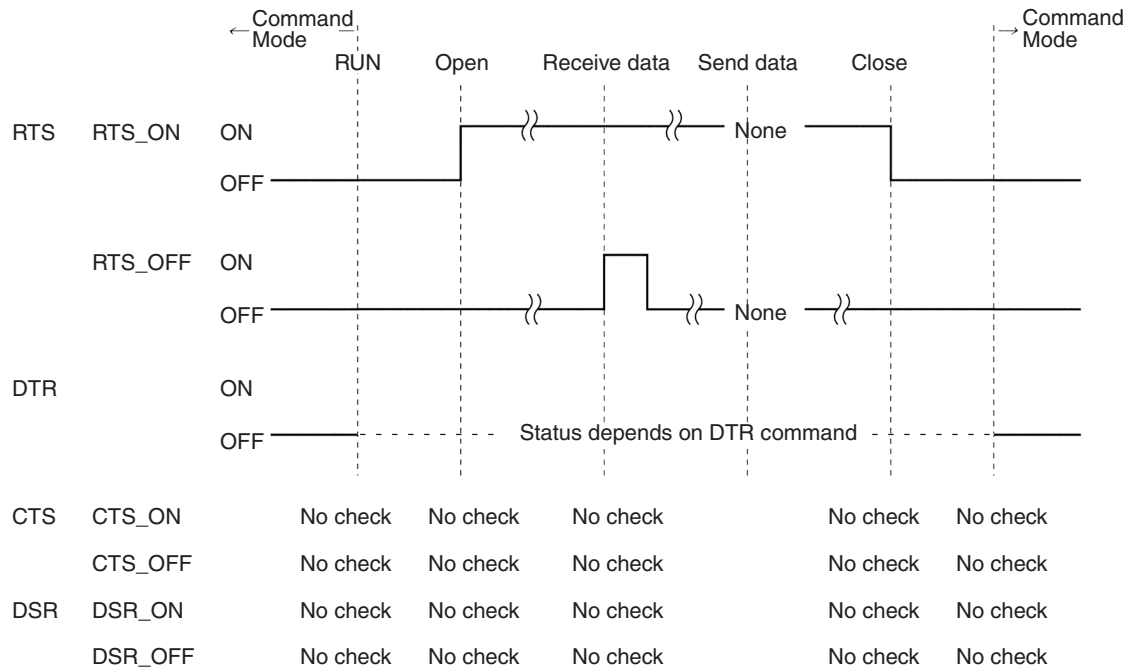 ←Command Mode
→Command Mode
RUN Open Receive data Send data Close
RTS RTS_ON ON
None
OFF
RTS_OFF ON
OFF
None
DTR ON
OFF
Status depends on DTR command
CTS CTS_ON No check No check No check No check No check
CTS_OFF No check No check No check No check No check
DSR DSR_ON No check No check No check No check No check
DSR_OFF No check No check No check No check No check